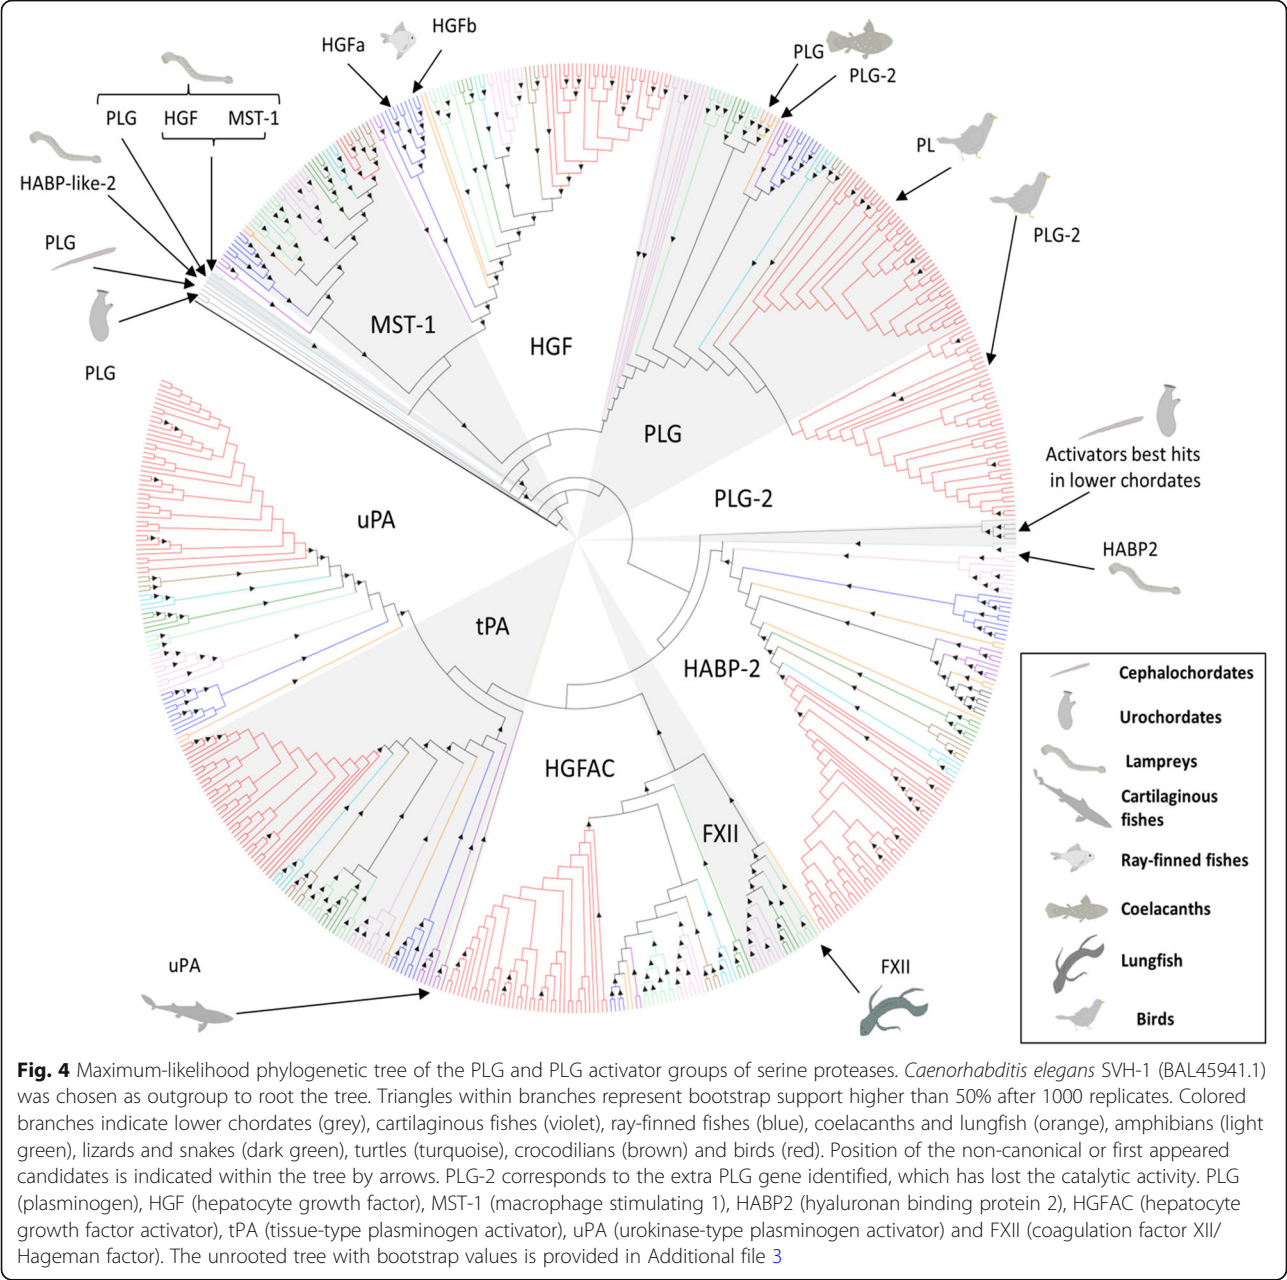 HGFa
HGFb
PLG
PLG-2
PLG HGF MST-1
HABP-like-2
PLG
PLG
PL
PLG-2
MST-1
HGF
PLG
PLG-2
Activators best hits
in lower chordates
HABP2
uPA
tPA
HABP-2
HGFAC
FXII
uPA
FXII
Cephalochordates
Urochordates
Lampreys
Cartilaginous
fishes
Ray-finned fishes
Coelacanths
Lungfish
Birds
Fig. 4 Maximum-likelihood phylogenetic tree of the PLG and PLG activator groups of serine proteases. Caenorhabditis elegans SVH-1 (BAL45941.1)
was chosen as outgroup to root the tree. Triangles within branches represent bootstrap support higher than 50% after 1000 replicates. Colored
branches indicate lower chordates (grey), cartilaginous fishes (violet), ray-finned fishes (blue), coelacanths and lungfish (orange), amphibians (light
green), lizards and snakes (dark green), turtles (turquoise), crocodilians (brown) and birds (red). Position of the non-canonical or first appeared
candidates is indicated within the tree by arrows. PLG-2 corresponds to the extra PLG gene identified, which has lost the catalytic activity. PLG
(plasminogen), HGF (hepatocyte growth factor), MST-1 (macrophage stimulating 1), HABP2 (hyaluronan binding protein 2), HGFAC (hepatocyte
growth factor activator), tPA (tissue-type plasminogen activator), uPA (urokinase-type plasminogen activator) and FXII (coagulation factor XII/
Hageman factor). The unrooted tree with bootstrap values is provided in Additional file 3